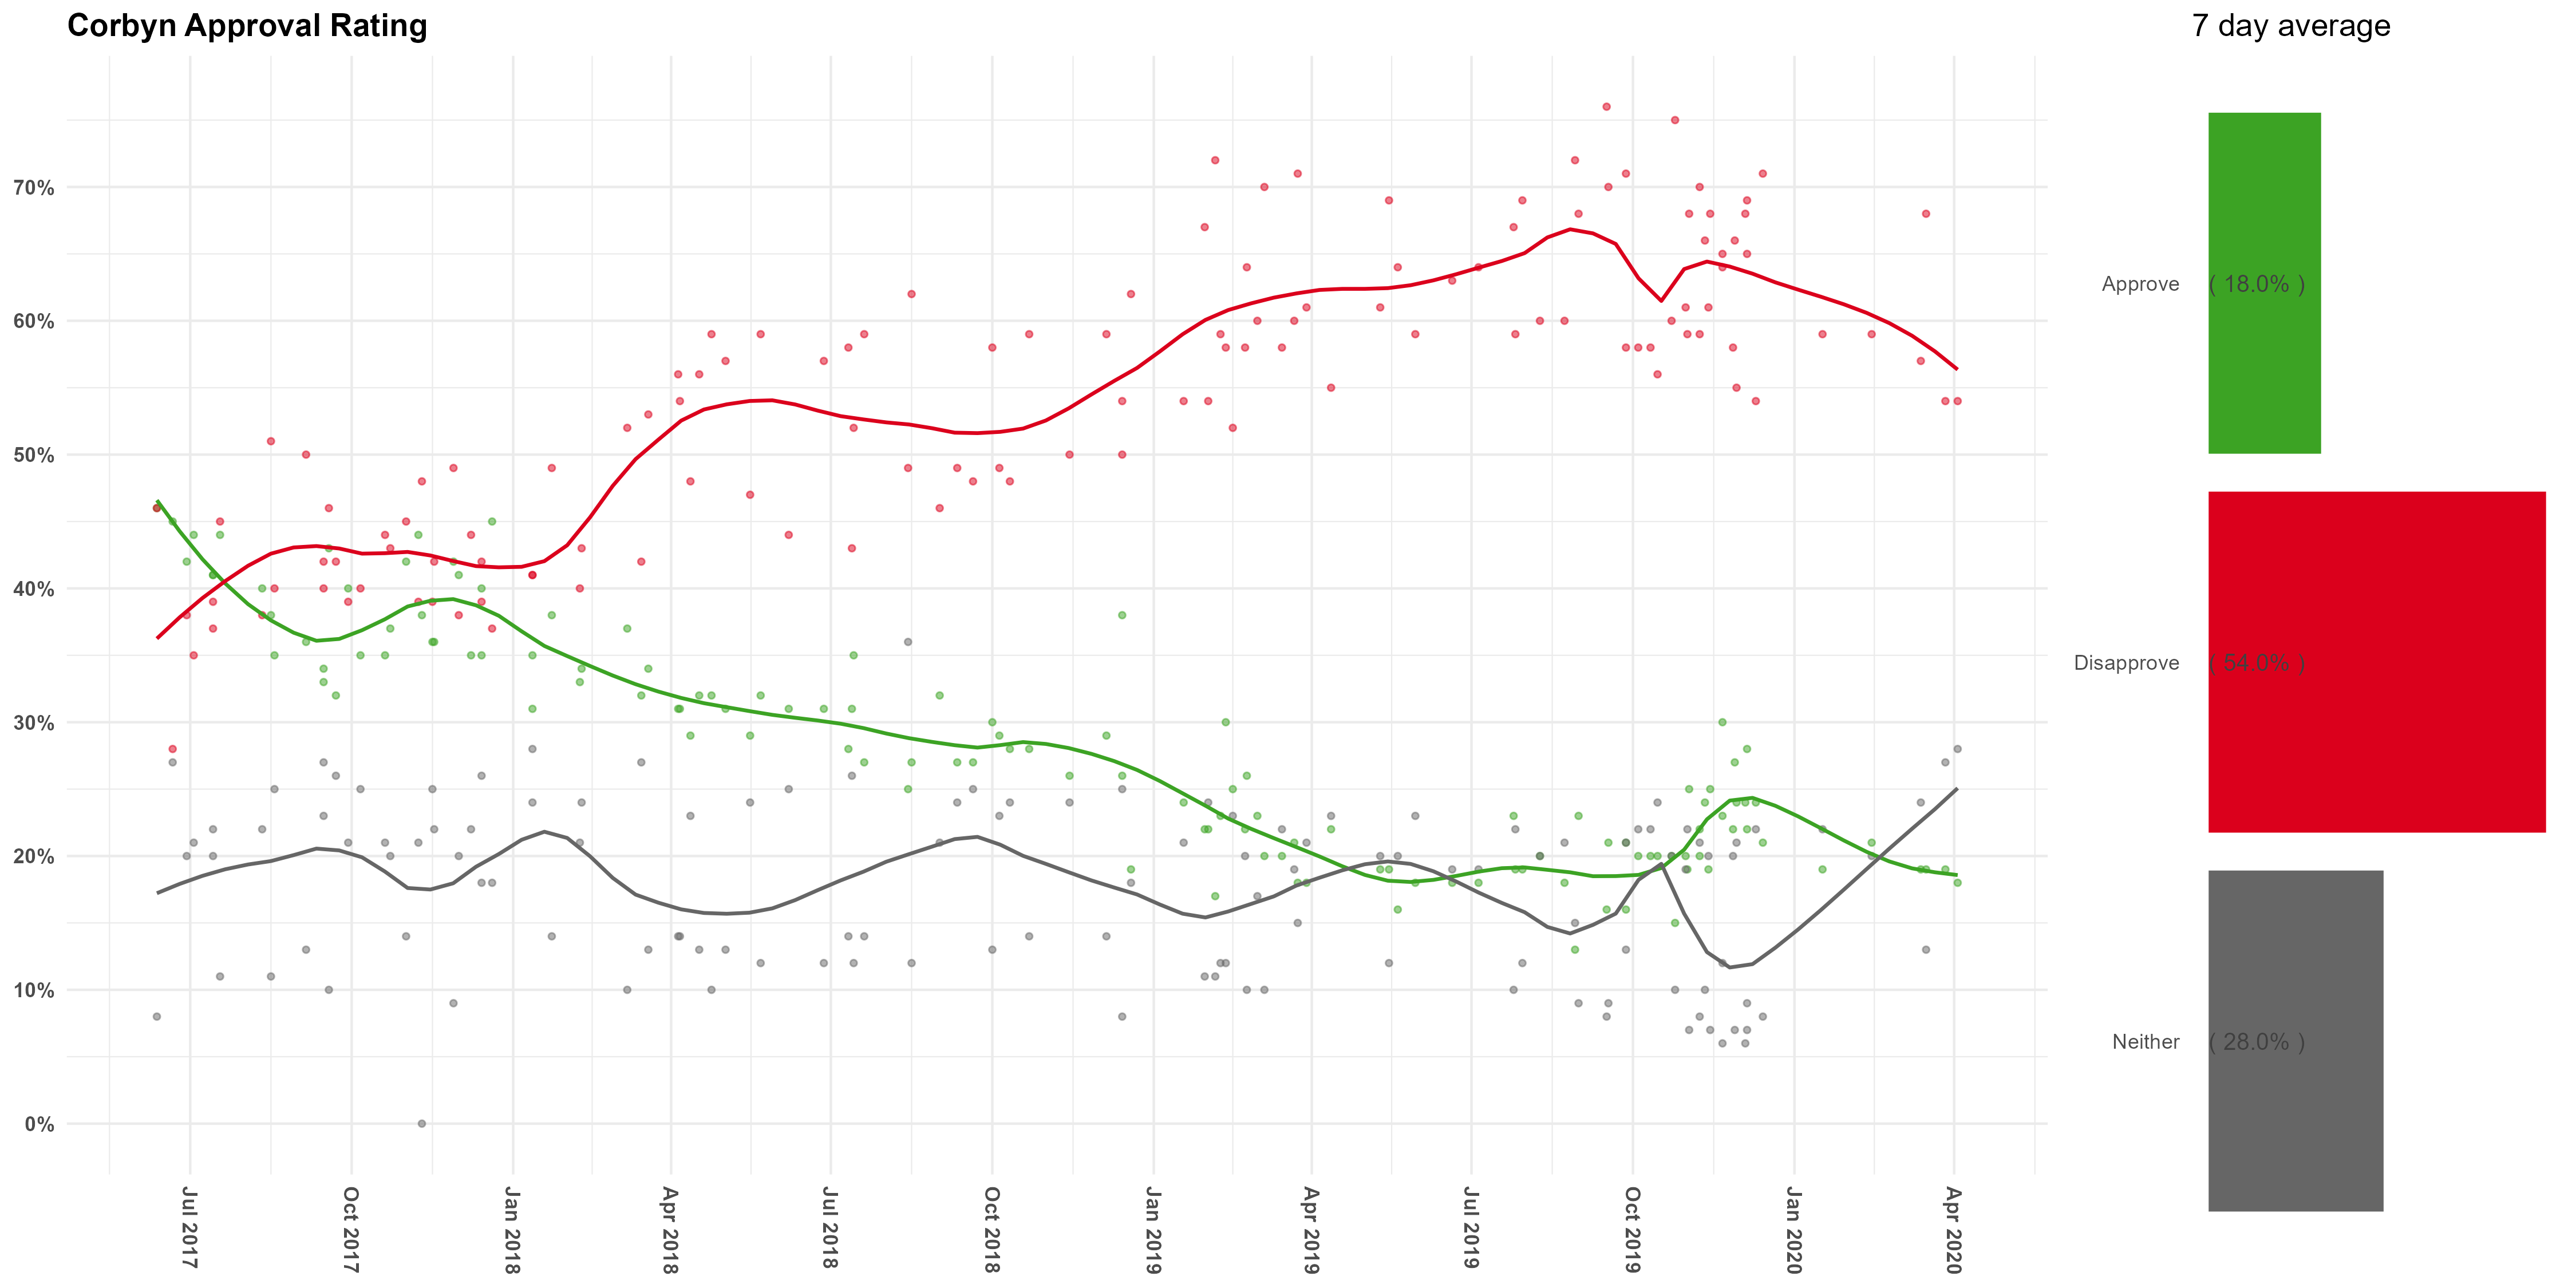 Corbyn Approval Rating
7 day average
70%
60%
50%
40%
30%
20%
10%
0%
Jul 2017
Oct 2017
Jan 2018
Apr 2018
Jul 2018
Oct 2018
Jan 2019
Apr 2019
Jul 2019
Oct 2019
Jan 2020
Apr 2020
Approve
( 18.0% )
Disapprove
( 54.0% )
Neither
( 28.0% )